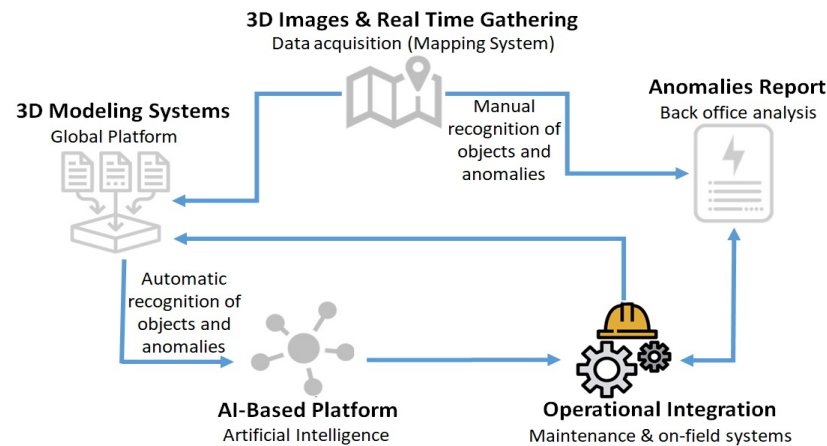 3D Images & Real Time Gathering
Data acquisition (Mapping System)
3D Modeling Systems
Global Platform
Manual
recognition of
objects and
anomalies
Anomalies Report
Back office analysis
Automatic
recognition of
objects and
anomalies
AI-Based Platform
Artificial Intelligence
Operational Integration
Maintenance & on-field systems